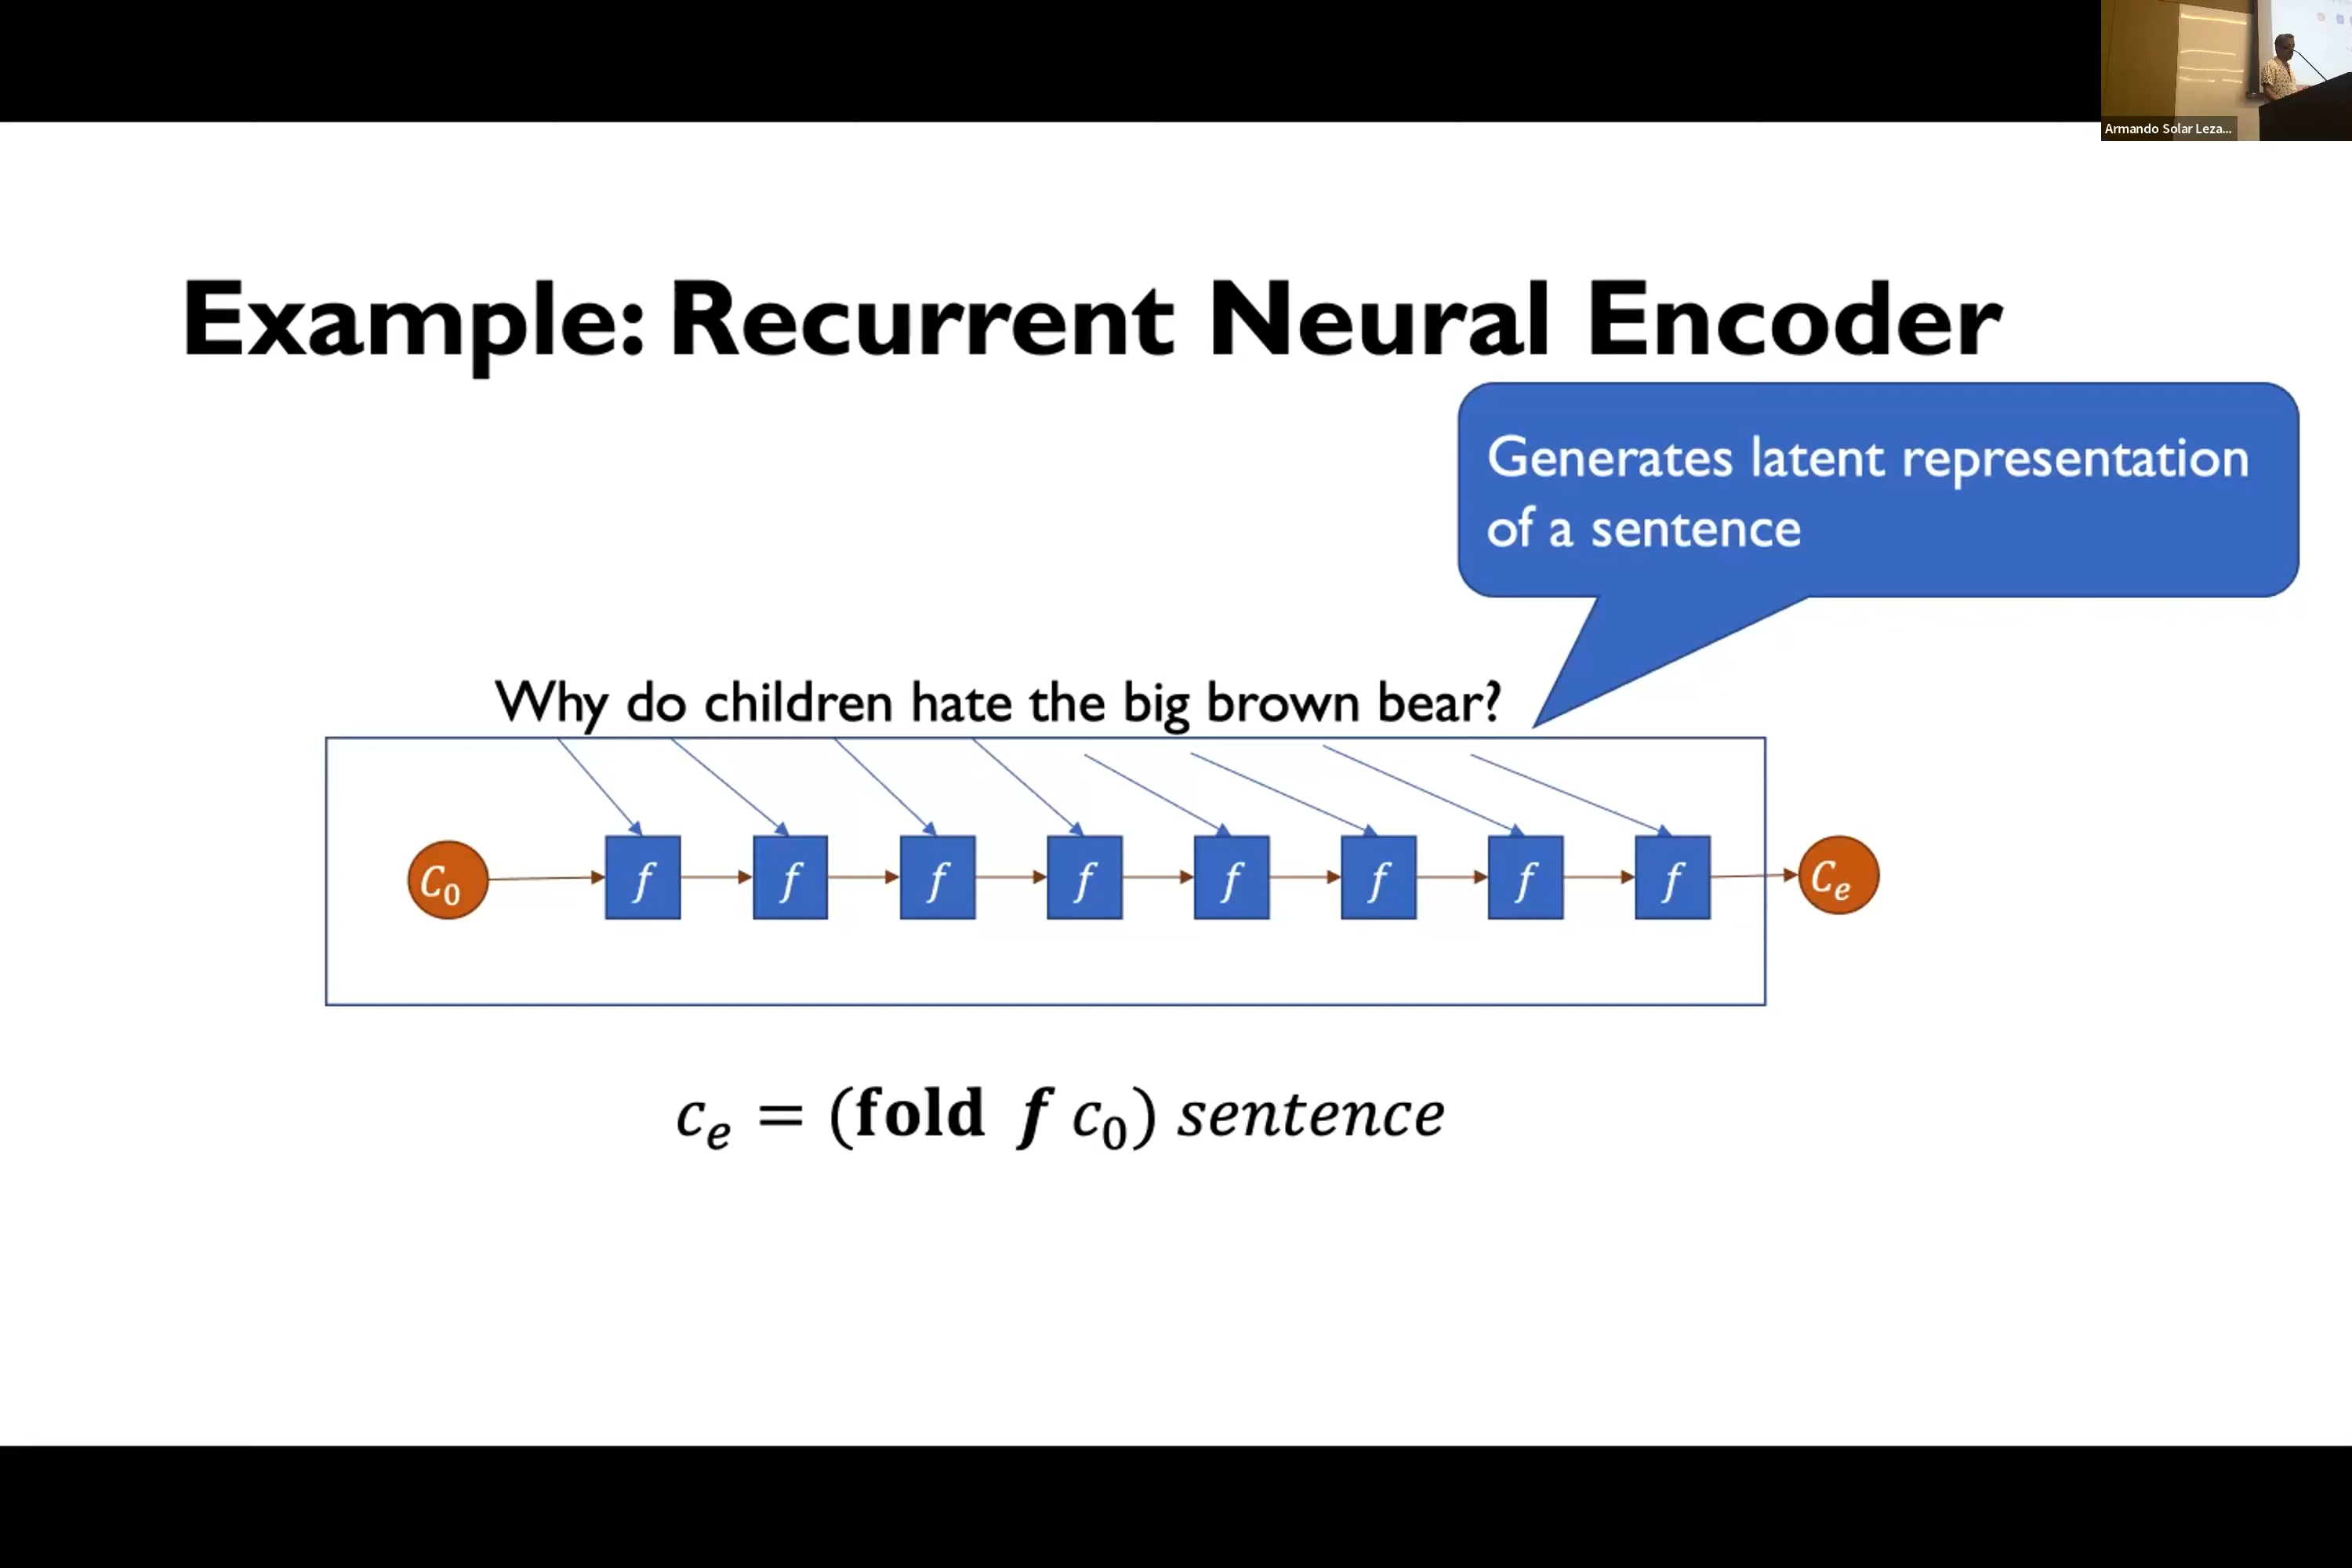 Armando Solar Leza...
Example: Recurrent Neural Encoder
Generates latent representation
of a sentence
Why do children hate the big brown bear?
C₀ f f f f f f f f Cₑ
cₑ = (fold f c₀) sentence